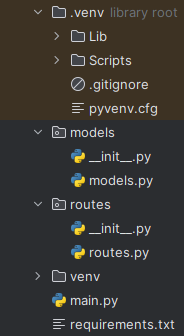 .venv library root
Lib
Scripts
.gitignore
pyvenv.cfg
models
__init__.py
models.py
routes
__init__.py
routes.py
venv
main.py
requirements.txt